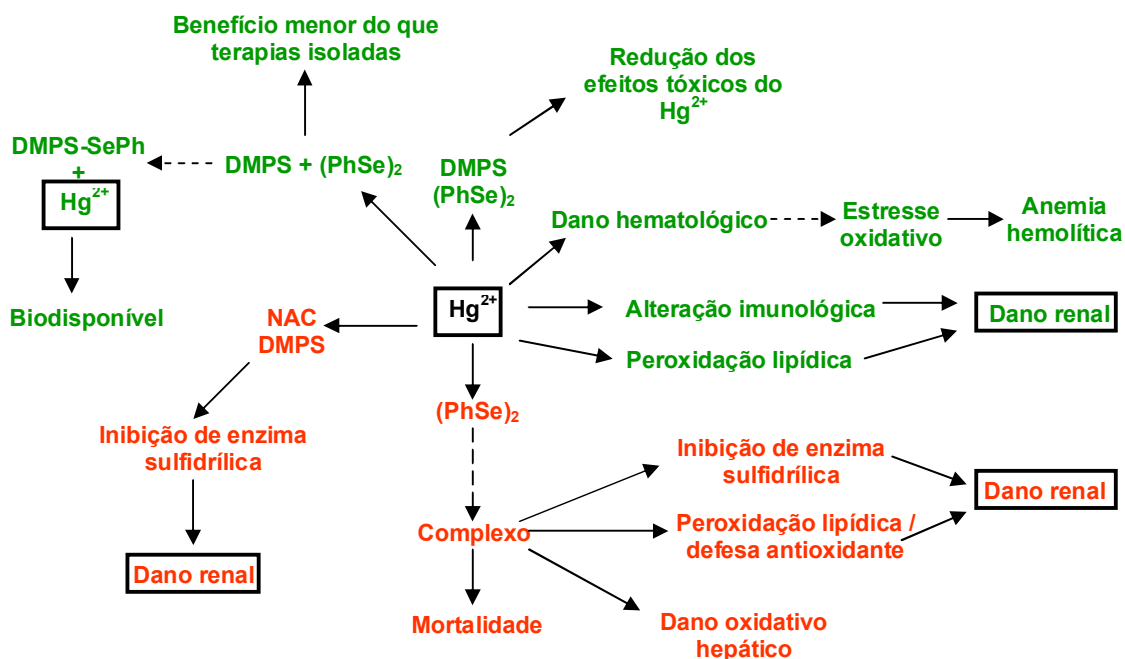 Benefício menor do que
terapias isoladas
Redução dos
efeitos tóxicos do
Hg²⁺
DMPS-SePh
+
Hg²⁺
DMPS + (PhSe)₂
DMPS
(PhSe)₂
Dano hematológico
Estresse
oxidativo
Anemia
hemolítica
Biodisponível
NAC
DMPS
Hg²⁺
Alteração imunológica
Dano renal
Peroxidação lipídica
(PhSe)₂
Inibição de enzima
sulfidrílica
Inibição de enzima
sulfidrílica
Dano renal
Complexo
Peroxidação lipídica /
defesa antioxidante
Dano renal
Mortalidade
Dano oxidativo
hepático